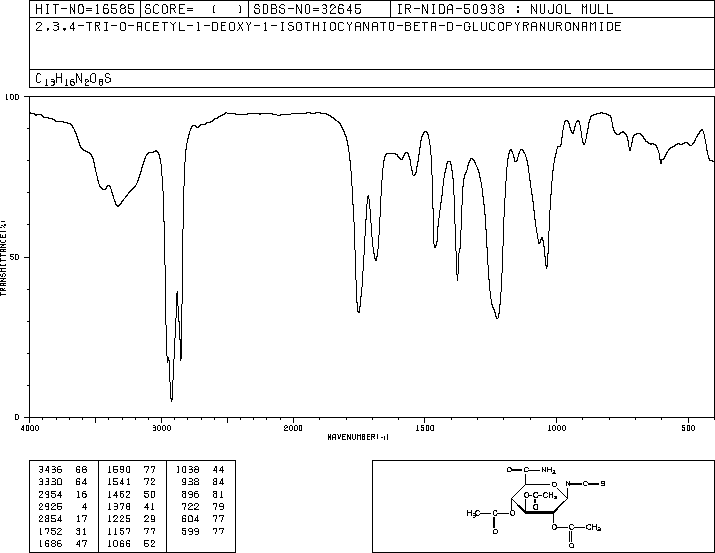 HIT-NO=16585 SCORE= ( ) SDBS-NO=32645 IR-NIDA-50938 : NUJOL MULL
2.3.4-TRI-O-ACETYL-1-DEOXY-1-ISOTHIOCYANATO-BETA-D-GLUCOPYRANURONAMIDE
C13H16N2O8S
100
TRANSMITTANCE(%)
50
0
4000 3000 2000 1500 1000 500
WAVENUMBER(-1)
3436 66 1590 77 1038 44
3330 64 1541 72 938 84
2954 16 1462 50 896 81
2925 4 1378 41 722 79
2854 17 1225 29 604 77
1752 31 1157 77 599 77
1686 47 1066 52
O C NH2
O N C S
O C CH3
O
H3C C O
O
O C CH3
O